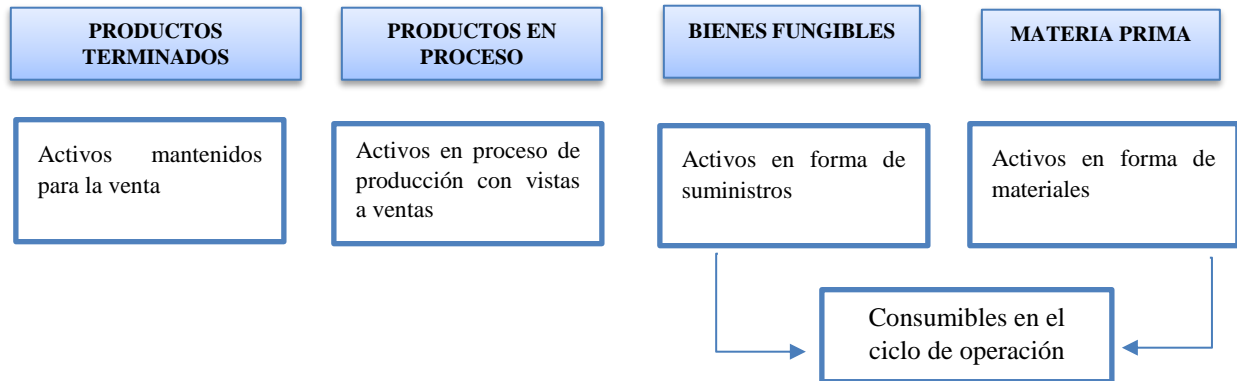 PRODUCTOS
TERMINADOS
PRODUCTOS EN
PROCESO
BIENES FUNGIBLES
MATERIA PRIMA
Activos mantenidos
para la venta
Activos en proceso de
producción con vistas
a ventas
Activos en forma de
suministros
Activos en forma de
materiales
Consumibles en el
ciclo de operación